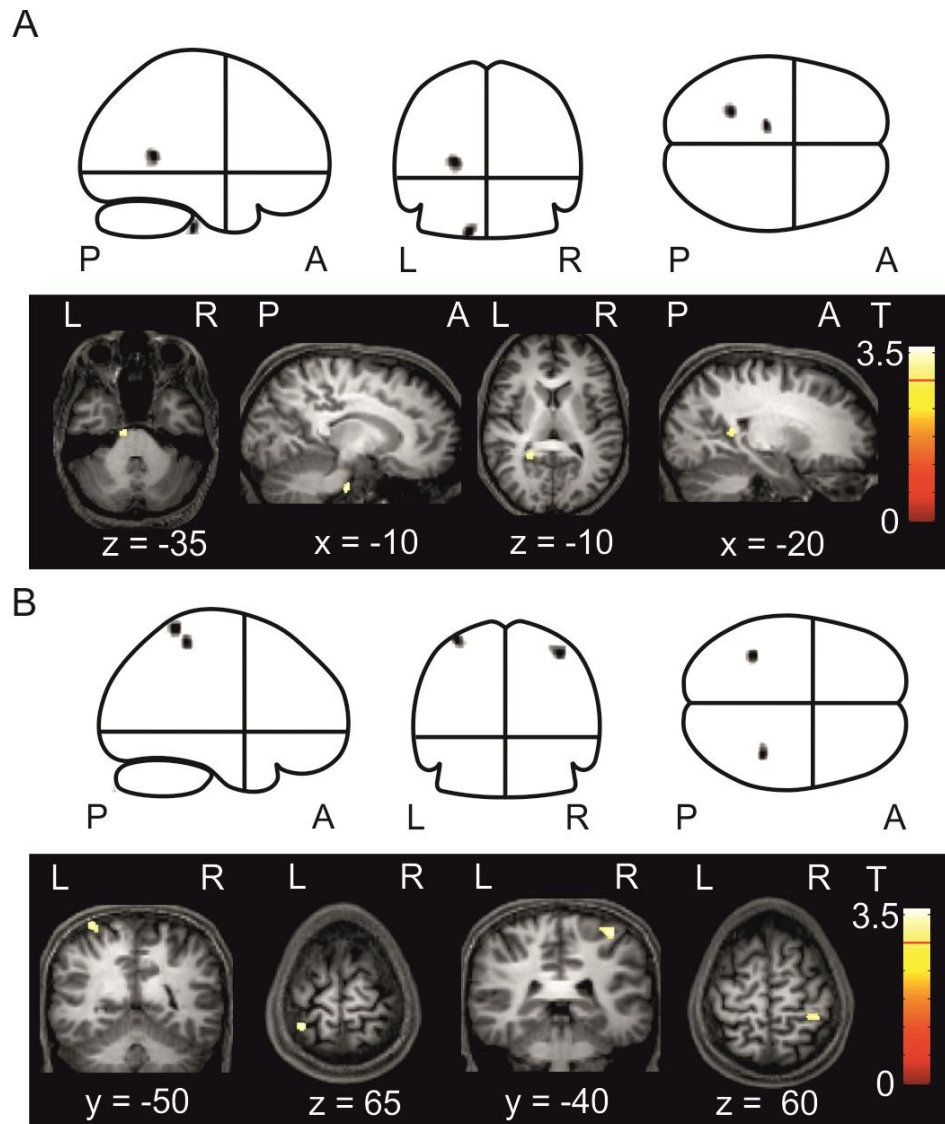 A
P A L R P A
L R P A L R P A T
3.5
0
z = -35 x = -10 z = -10 x = -20
B
P A L R P A
L R L R L R L R T
3.5
0
y = -50 z = 65 y = -40 z = 60